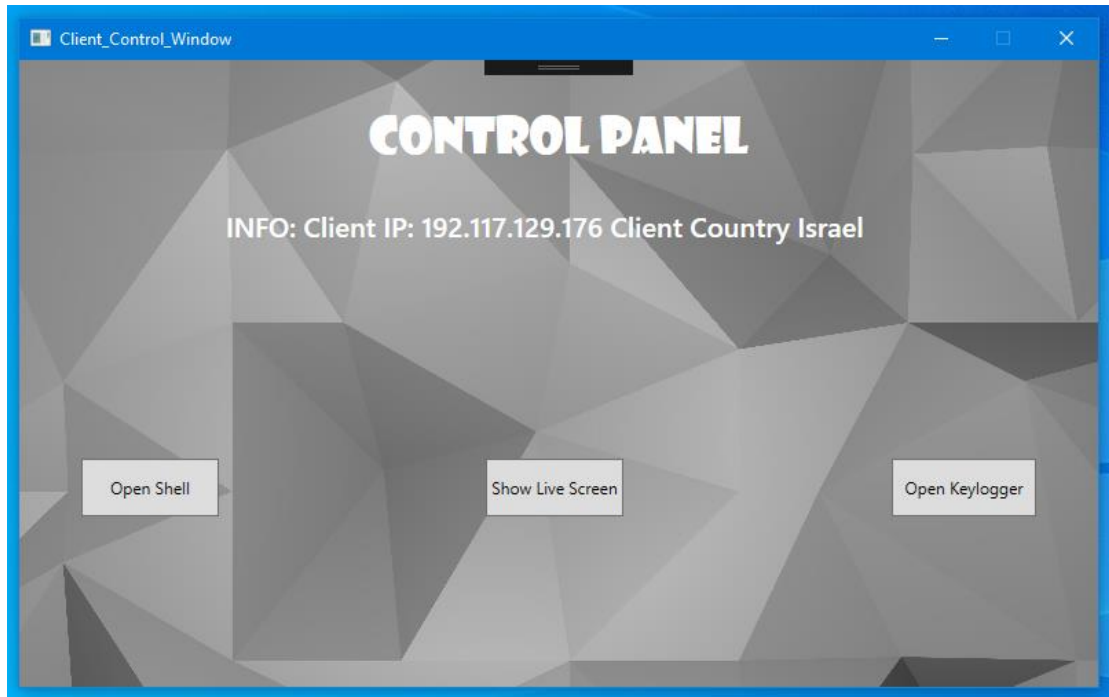 Client_Control_Window
CONTROL PANEL
INFO: Client IP: 192.117.129.176 Client Country Israel
Open Shell
Show Live Screen
Open Keylogger